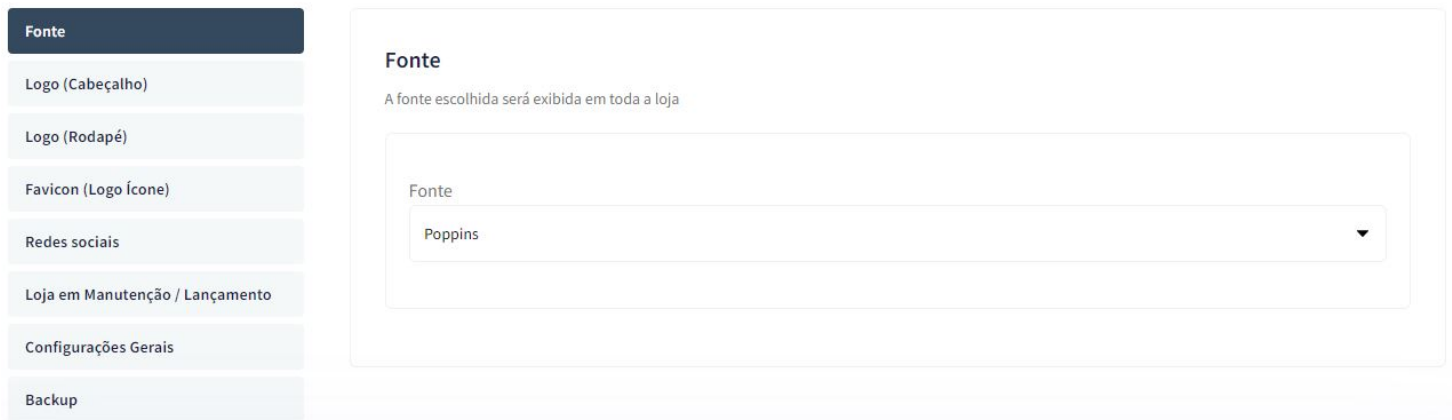 Fonte
Logo (Cabeçalho)
Logo (Rodapé)
Favicon (Logo Ícone)
Redes sociais
Loja em Manutenção / Lançamento
Configurações Gerais
Backup
Fonte
A fonte escolhida será exibida em toda a loja
Fonte
Poppins